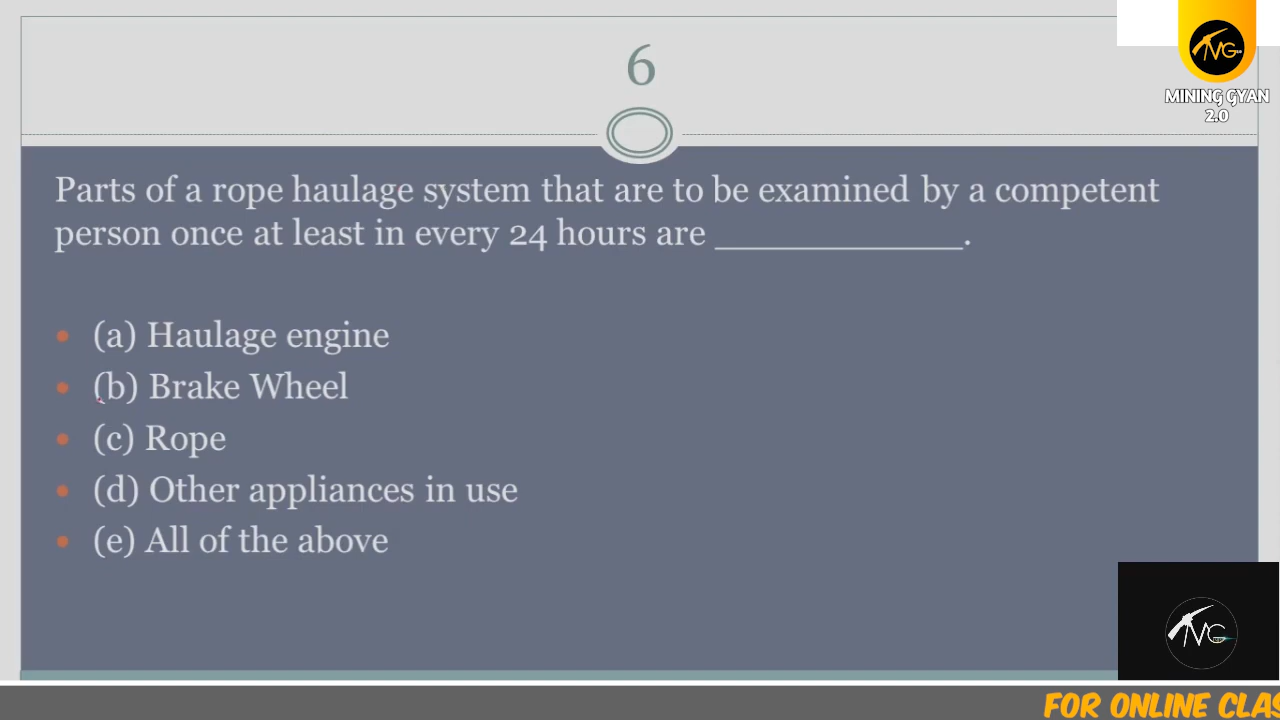 6
MINING GYAN
2.0
Parts of a rope haulage system that are to be examined by a competent
person once at least in every 24 hours are ____________.
• (a) Haulage engine
• (b) Brake Wheel
• (c) Rope
• (d) Other appliances in use
• (e) All of the above
FOR ONLINE CLAS